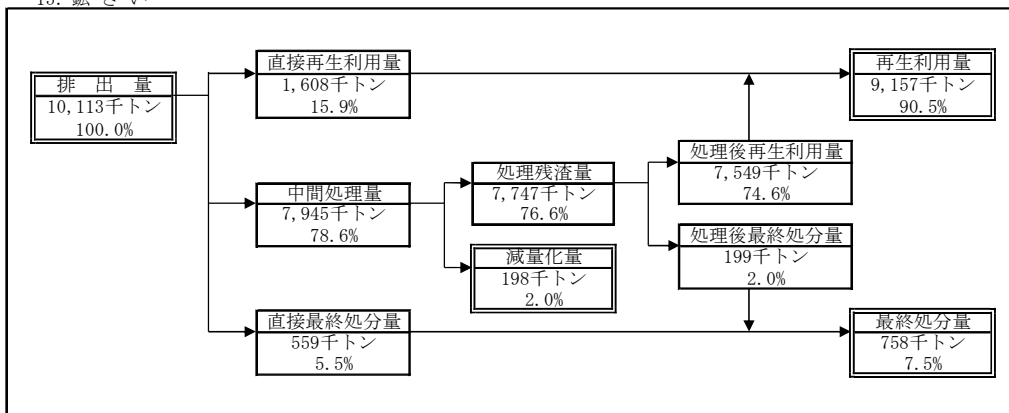 15. 鉱 さ い
排 出 量
10,113千トン
100.0%
直接再生利用量
1,608千トン
15.9%
中間処理量
7,945千トン
78.6%
直接最終処分量
559千トン
5.5%
処理残渣量
7,747千トン
76.6%
減量化量
198千トン
2.0%
処理後再生利用量
7,549千トン
74.6%
処理後最終処分量
199千トン
2.0%
再生利用量
9,157千トン
90.5%
最終処分量
758千トン
7.5%